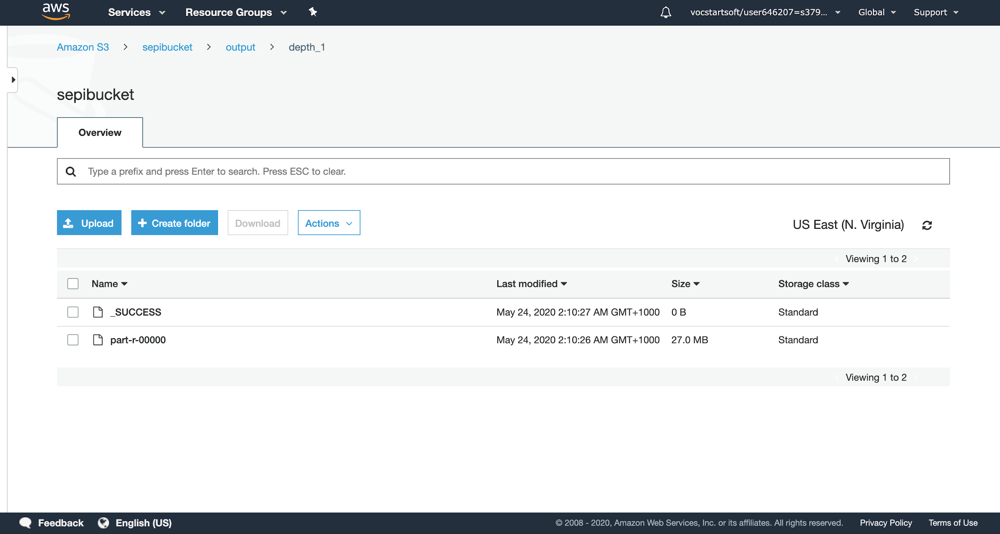 aws Services Resource Groups vocstartsoft/user646207=s379... Global Support
Amazon S3 > sepibucket > output > depth_1
sepibucket
Overview
Type a prefix and press Enter to search. Press ESC to clear.
Upload + Create folder Download Actions US East (N. Virginia)
Viewing 1 to 2
Name Last modified Size Storage class
_SUCCESS May 24, 2020 2:10:27 AM GMT+1000 0 B Standard
part-r-00000 May 24, 2020 2:10:26 AM GMT+1000 27.0 MB Standard
Viewing 1 to 2
Feedback English (US) © 2008 - 2020, Amazon Web Services, Inc. or its affiliates. All rights reserved. Privacy Policy Terms of Use